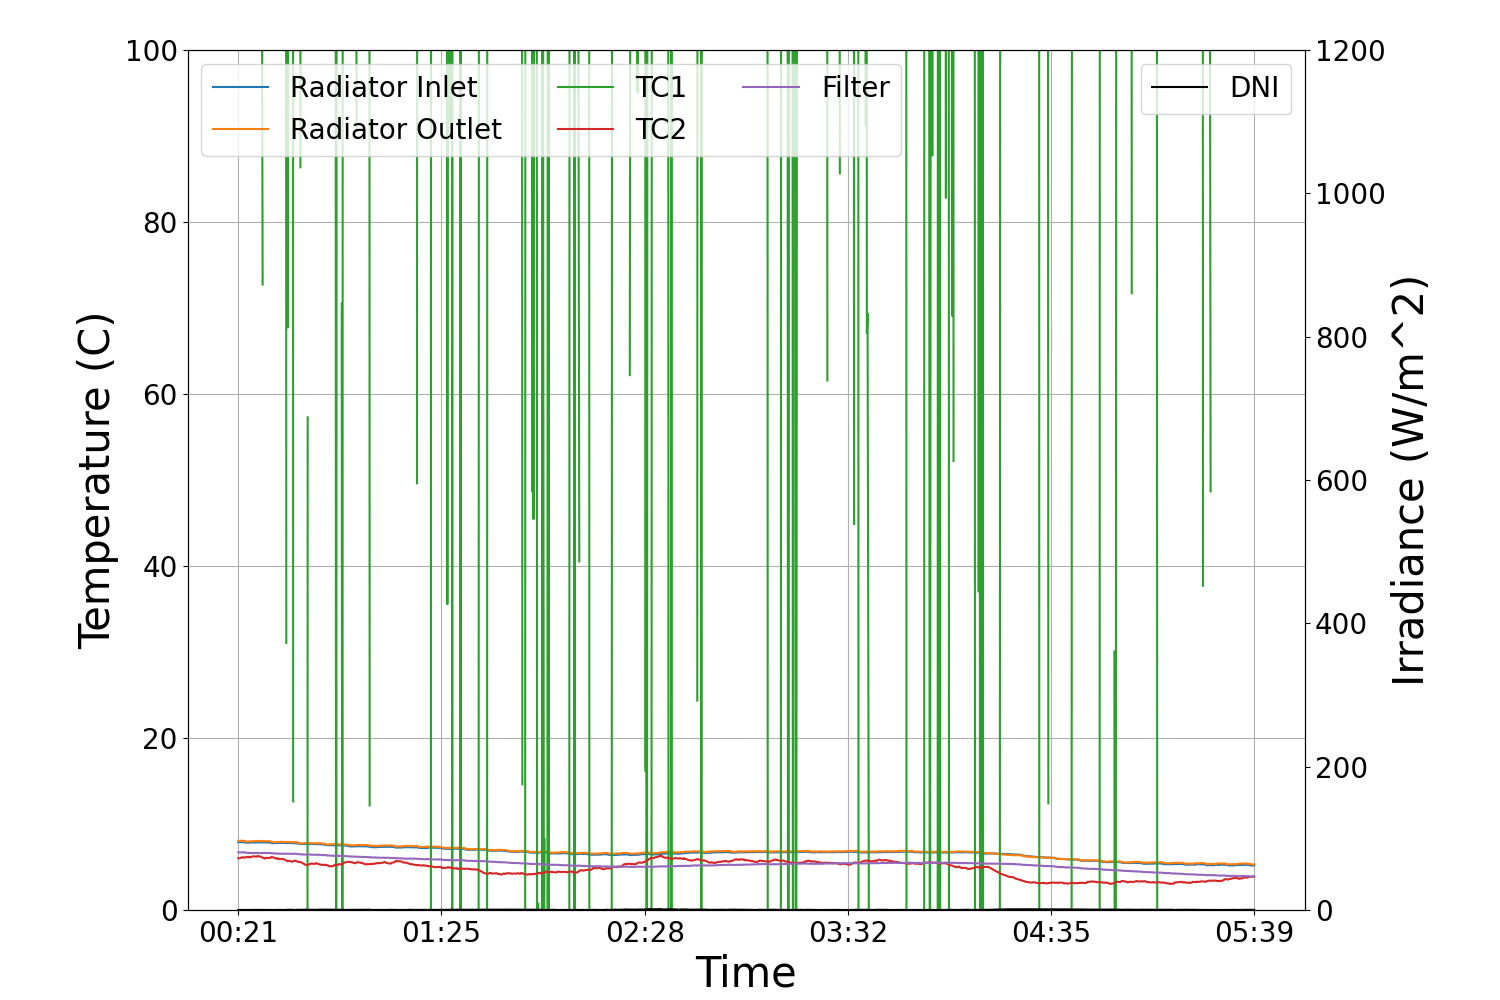 Radiator Inlet
Radiator Outlet
TC1
TC2
Filter
DNI
100
80
60
40
20
0
Temperature (C)
1200
1000
800
600
400
200
0
Irradiance (W/m^2)
00:21 01:25 02:28 03:32 04:35 05:39
Time